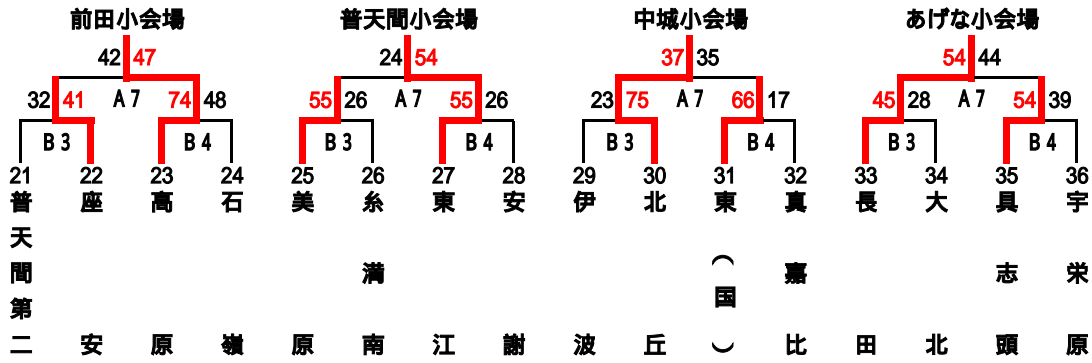 前田小会場 普天間小会場 中城小会場 あげな小会場
42 47 24 54 37 35 54 44
32 41 A7 74 48 55 26 A7 55 26 23 75 A7 66 17 45 28 A7 54 39
B3 B4 B3 B4 B3 B4 B3 B4
21 22 23 24 25 26 27 28 29 30 31 32 33 34 35 36
普天間第二
座安
高原
石嶺
美原
糸満南
東江
安謝
伊波
北丘
東(国)
真嘉比
長田
大北
具志頭
宇栄原